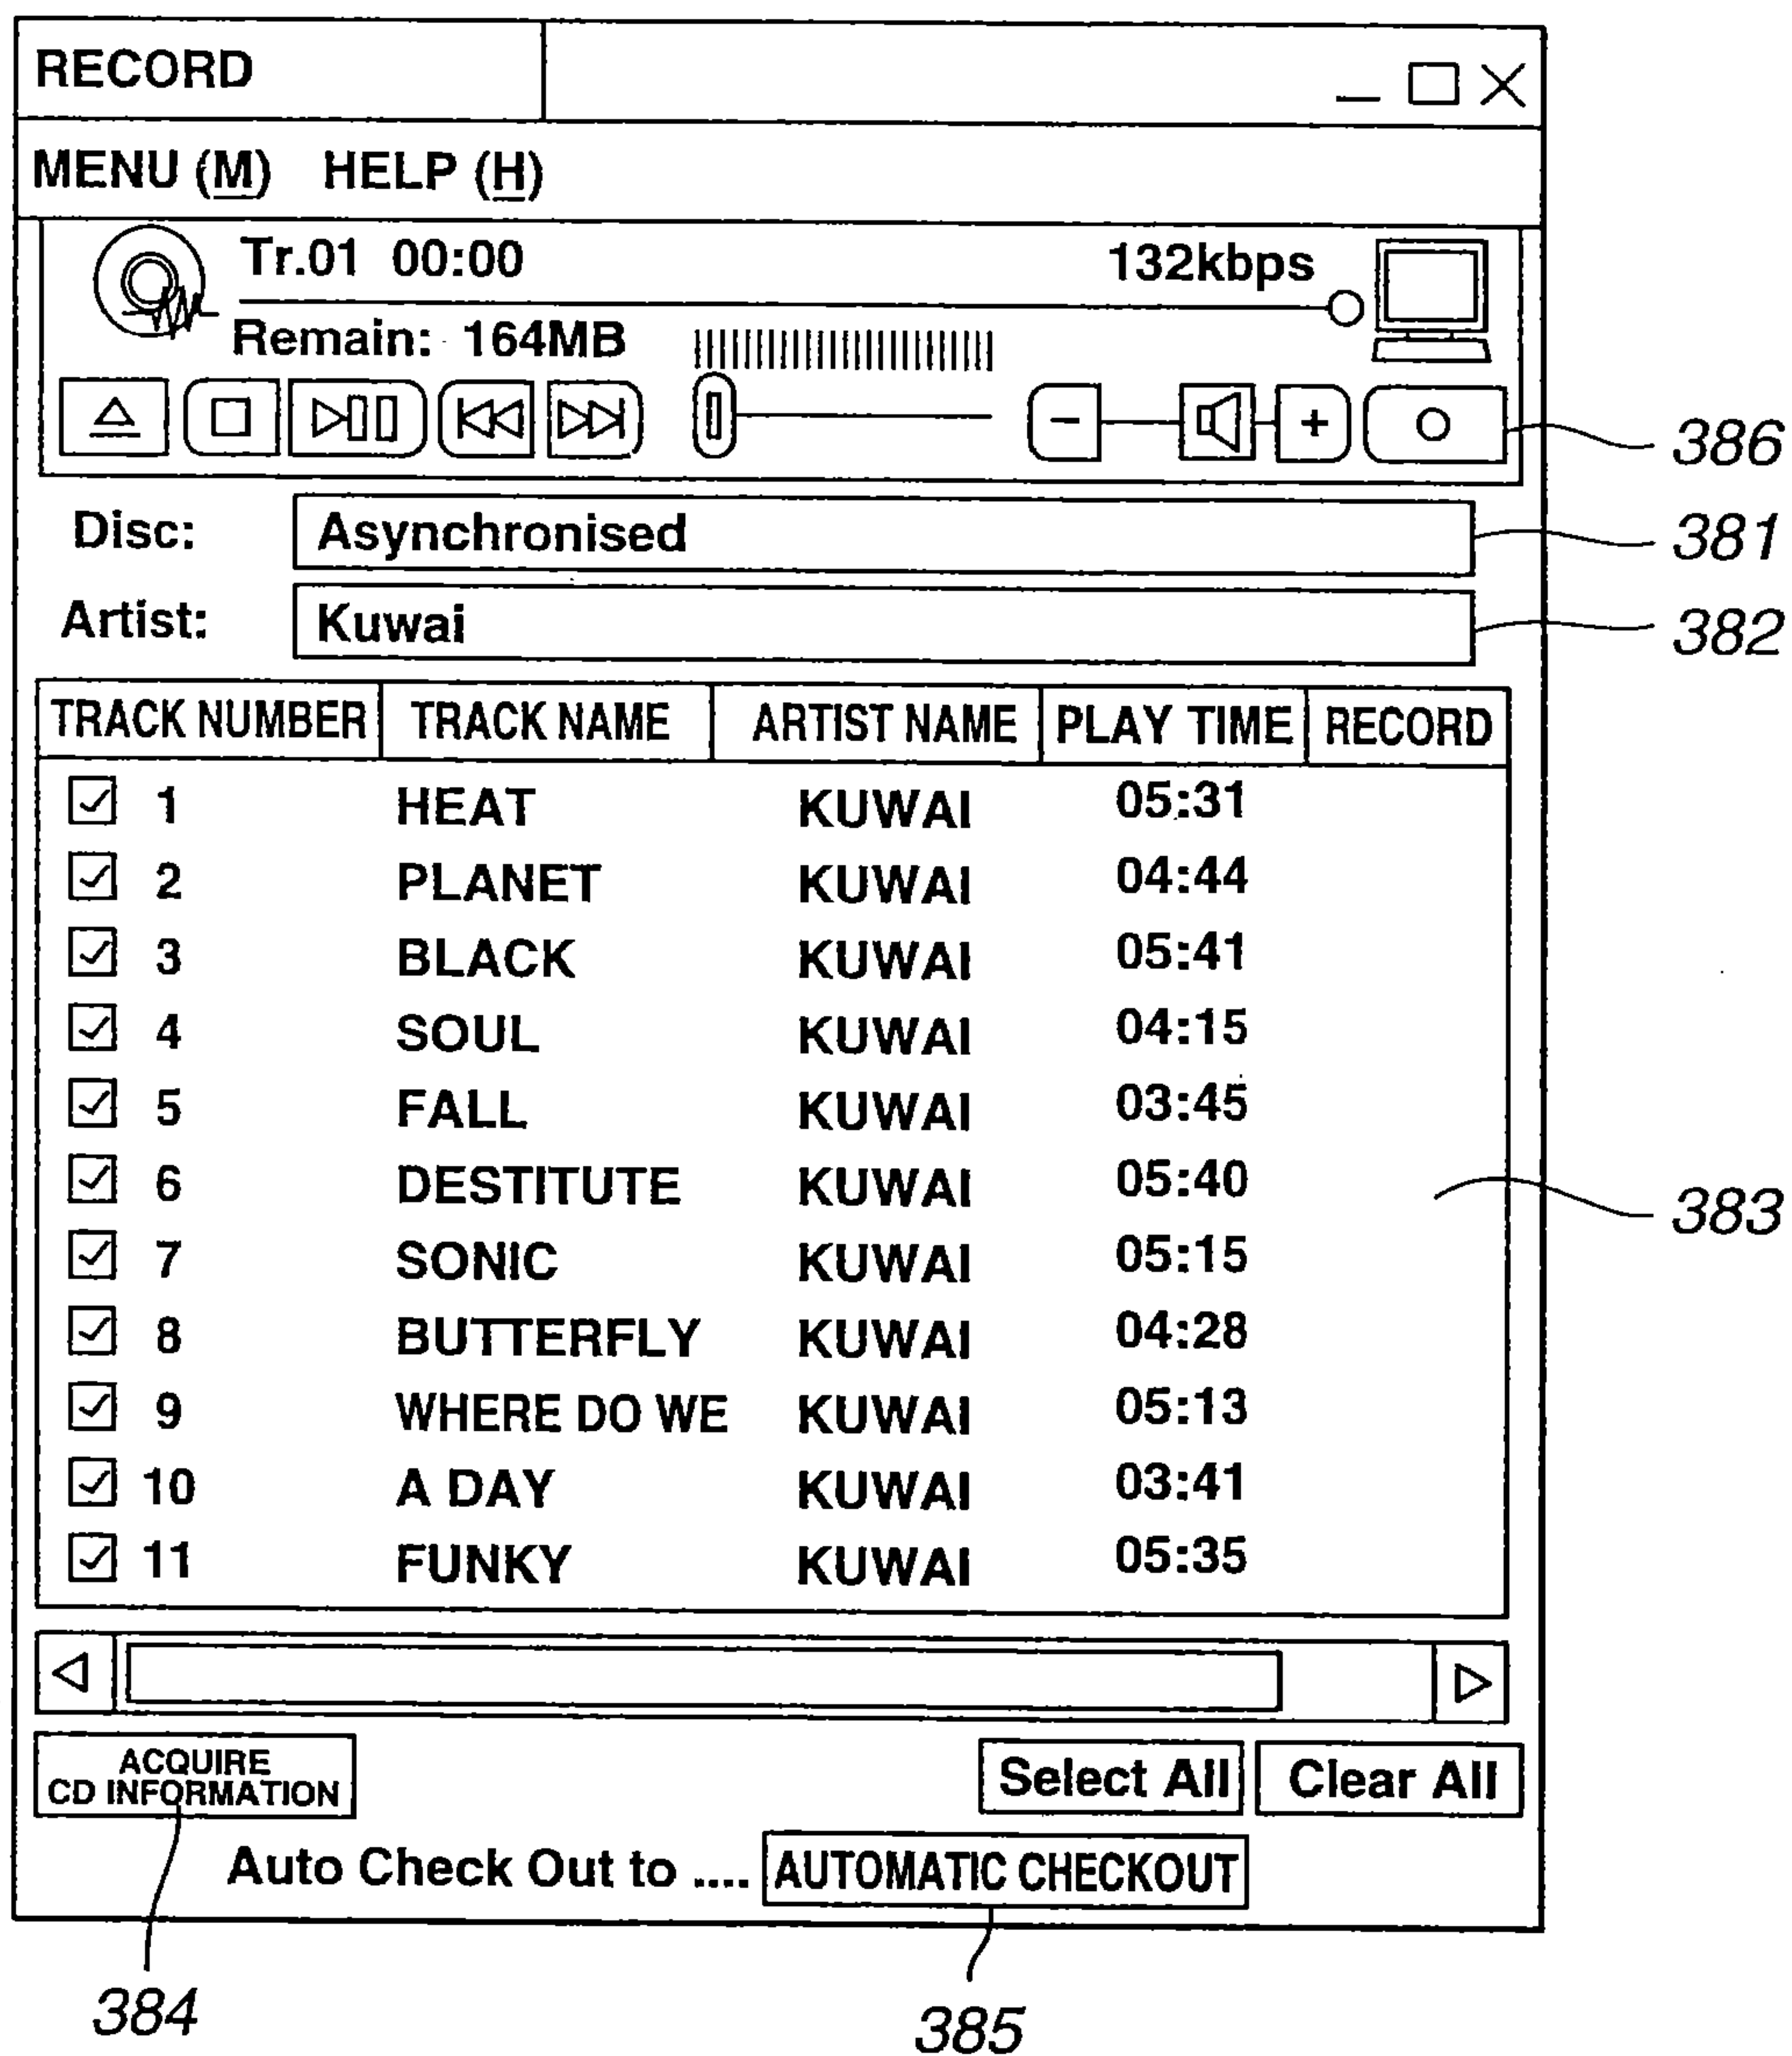 RECORD
MENU (M) HELP (H)
Tr.01 00:00 132kbps
Remain: 164MB
- +
386
Disc: Asynchronised
381
Artist: Kuwai
382
TRACK NUMBER TRACK NAME ARTIST NAME PLAY TIME RECORD
1 HEAT KUWAI 05:31
2 PLANET KUWAI 04:44
3 BLACK KUWAI 05:41
4 SOUL KUWAI 04:15
5 FALL KUWAI 03:45
6 DESTITUTE KUWAI 05:40
383
7 SONIC KUWAI 05:15
8 BUTTERFLY KUWAI 04:28
9 WHERE DO WE KUWAI 05:13
10 A DAY KUWAI 03:41
11 FUNKY KUWAI 05:35
ACQUIRE
CD INFORMATION
Select All Clear All
Auto Check Out to .... AUTOMATIC CHECKOUT
384
385